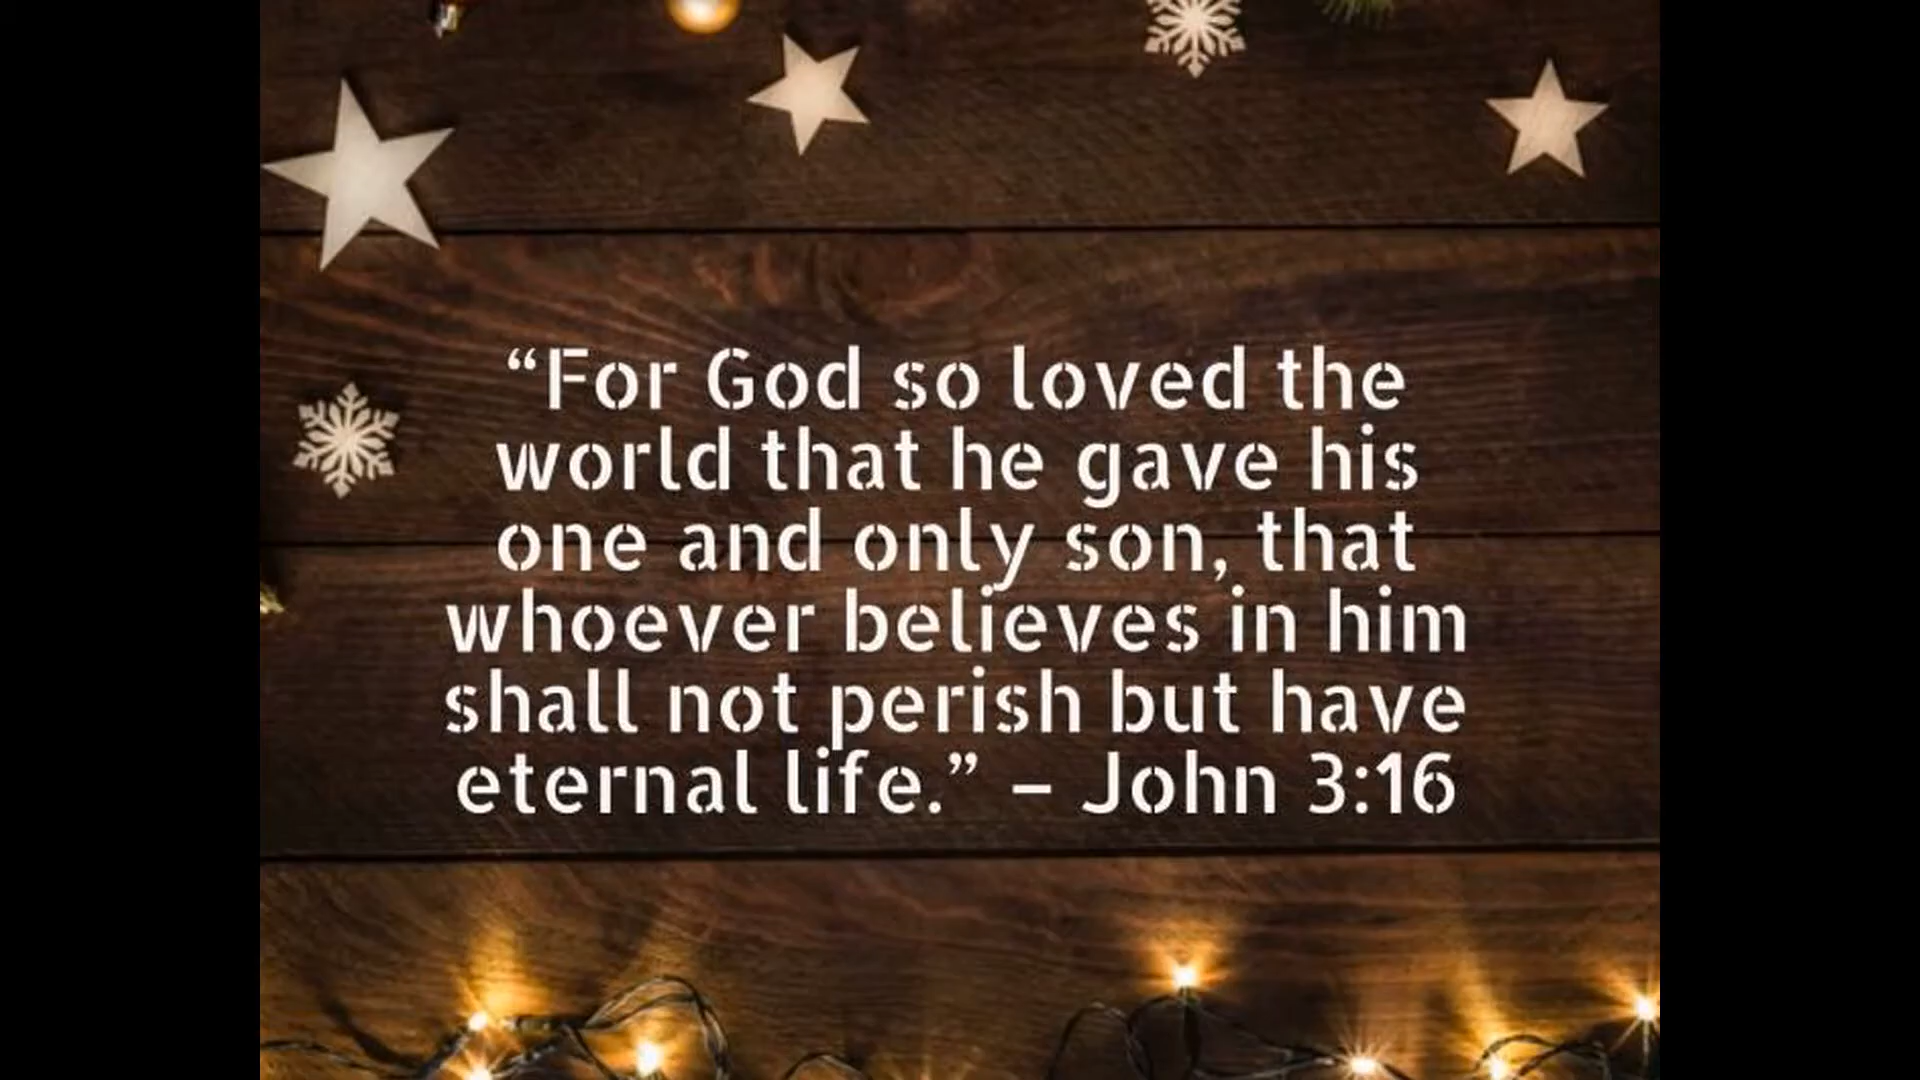 “For God so loved the
world that he gave his
one and only son, that
whoever believes in him
shall not perish but have
eternal life.” – John 3:16